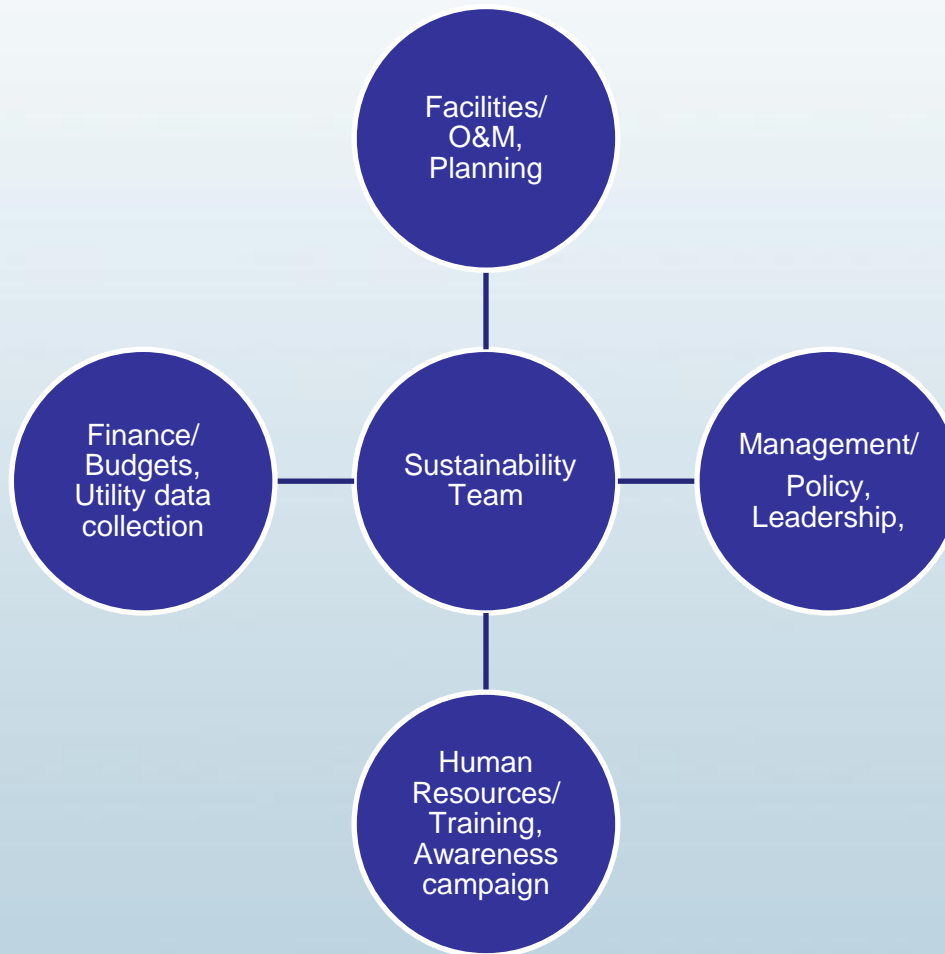 Facilities/
O&M,
Planning
Finance/
Budgets,
Utility data
collection
Sustainability
Team
Management/
Policy,
Leadership,
Human
Resources/
Training,
Awareness
campaign